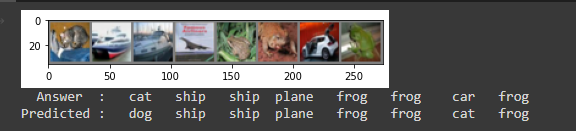 0
20
0 50 100 150 200 250
Answer : cat ship ship plane frog frog car frog
Predicted : dog ship ship plane frog frog cat frog